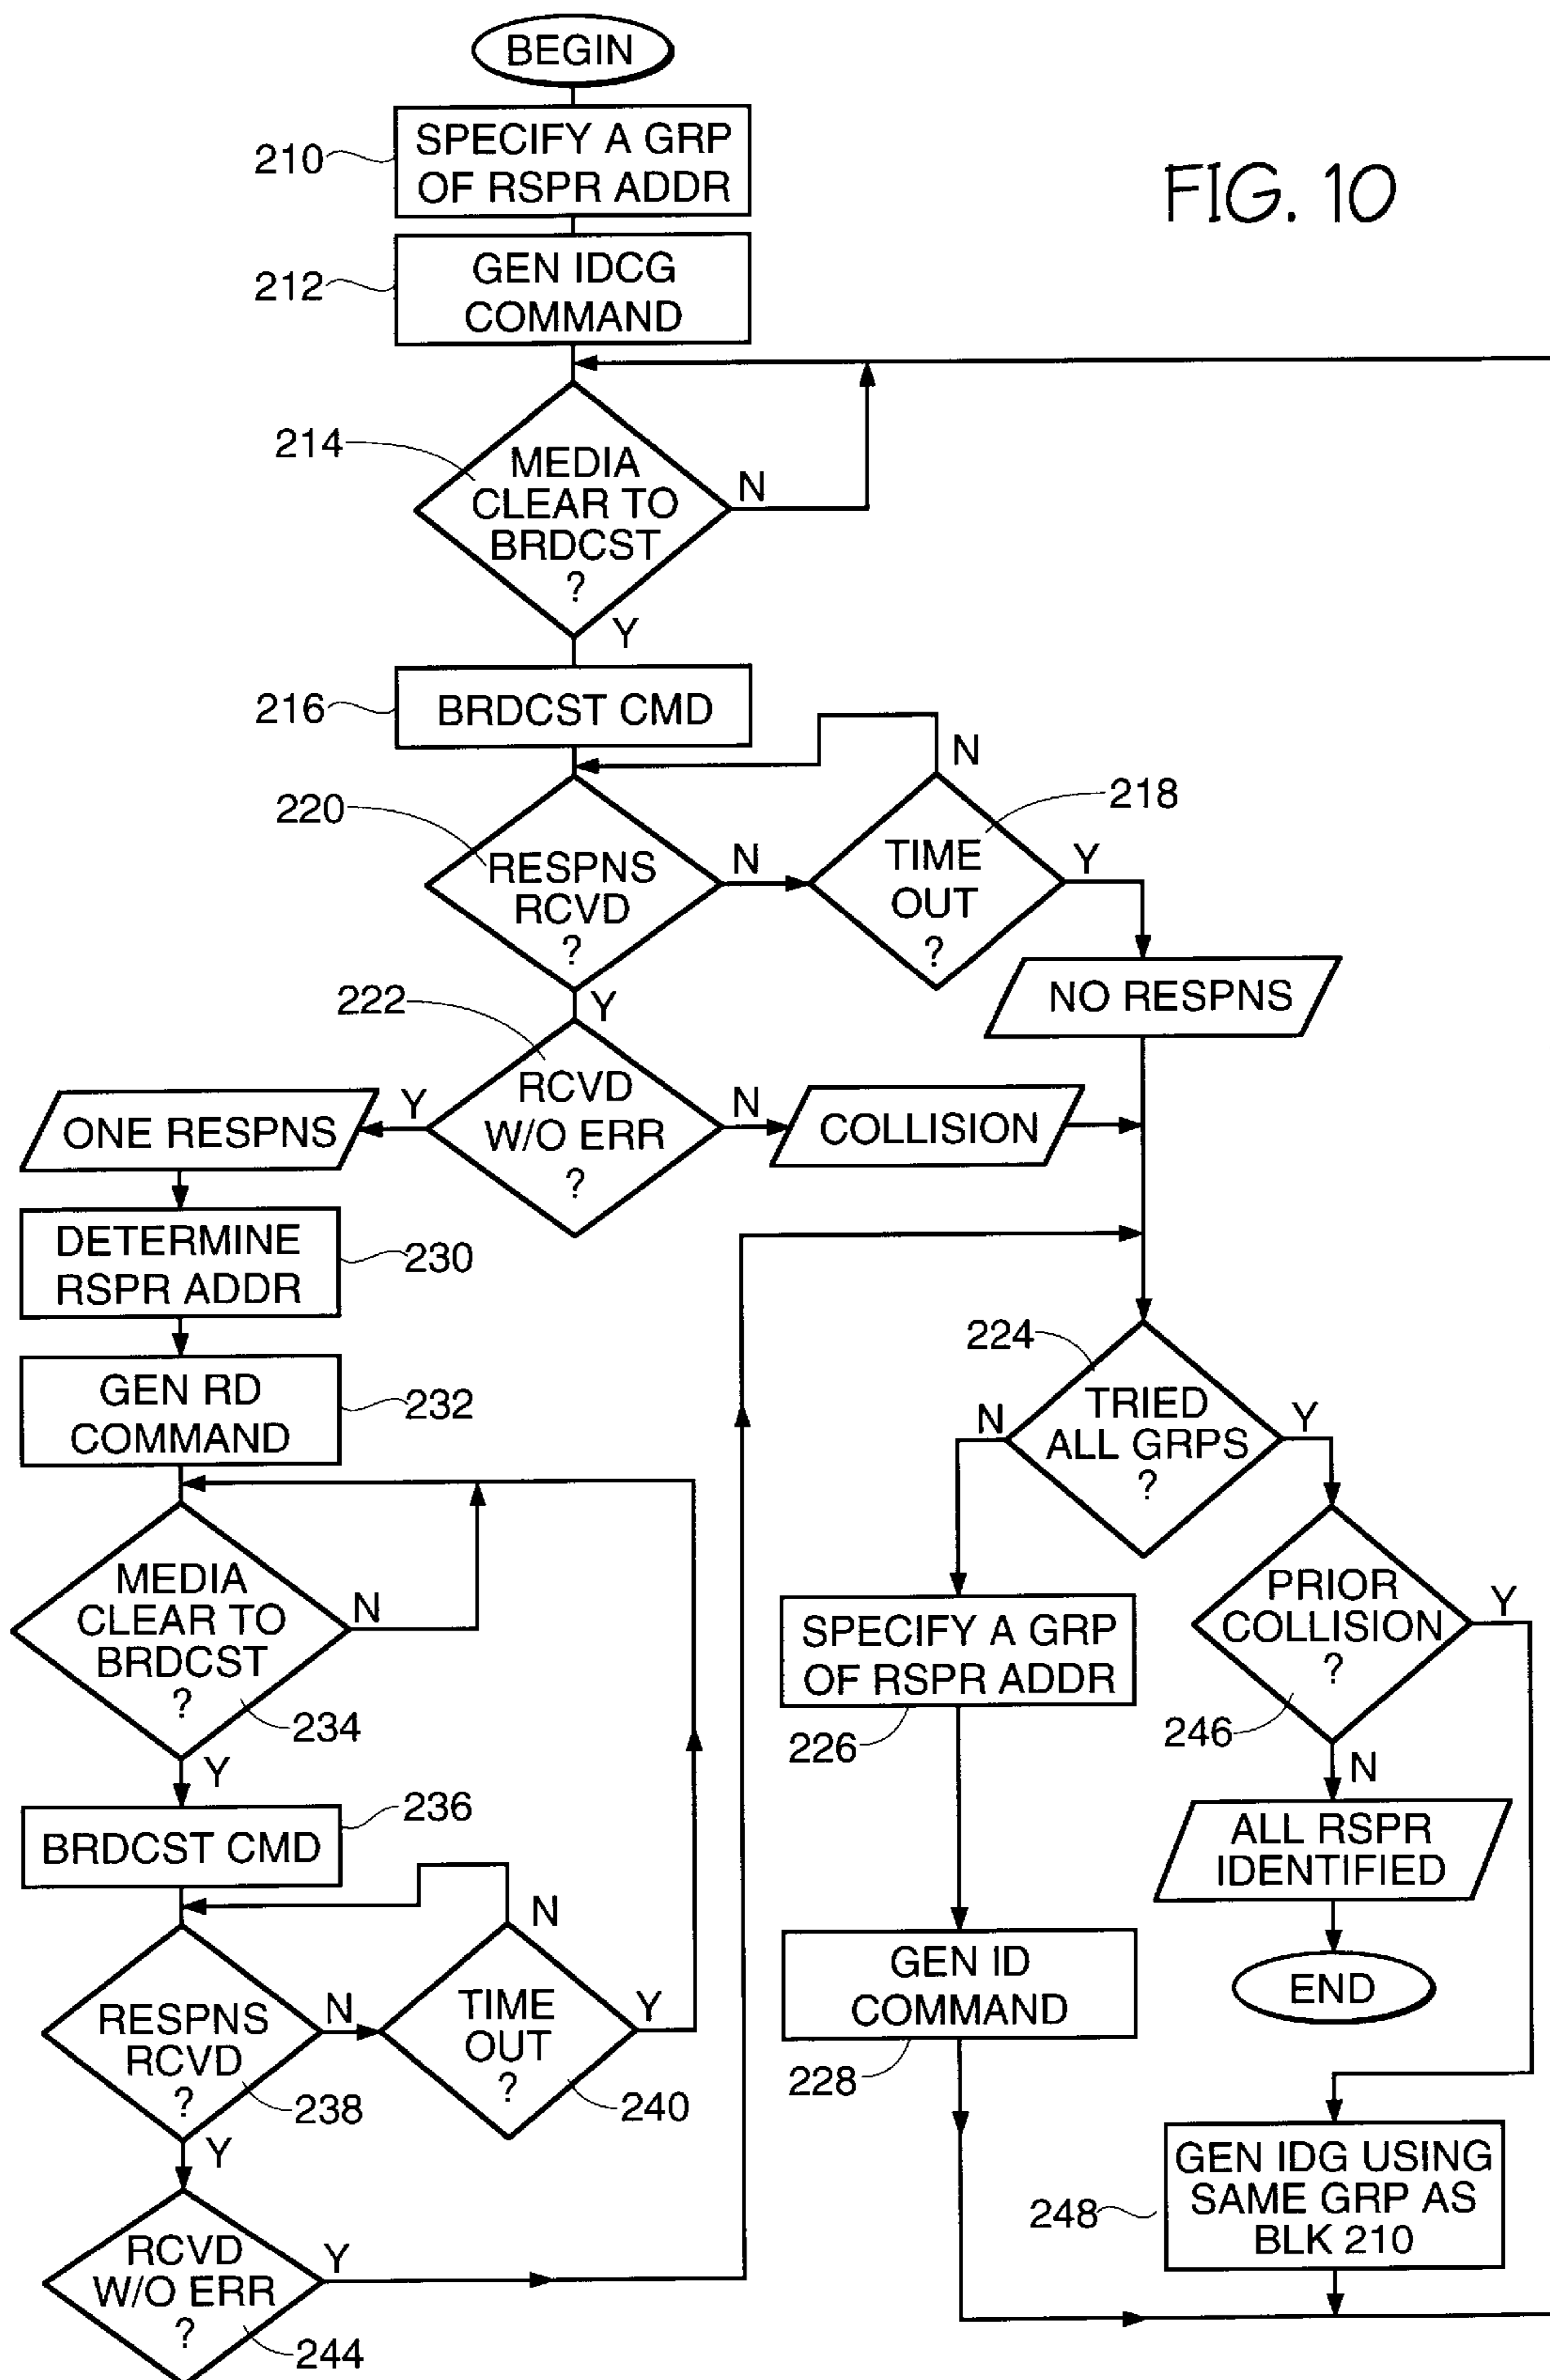 BEGIN
SPECIFY A GRP
OF RSPR ADDR
210
FIG. 10
GEN IDCG
COMMAND
212
214
MEDIA
CLEAR TO
BRDCST
?
N
Y
216
BRDCST CMD
N
218
220
RESPNS
RCVD
?
N
TIME
OUT
?
Y
NO RESPNS
222
Y
RCVD
W/O ERR
?
Y
ONE RESPNS
N
COLLISION
DETERMINE
RSPR ADDR
230
224
TRIED
ALL GRPS
?
N
Y
GEN RD
COMMAND
232
MEDIA
CLEAR TO
BRDCST
?
N
234
Y
SPECIFY A GRP
OF RSPR ADDR
226
PRIOR
COLLISION
?
Y
246
N
236
BRDCST CMD
ALL RSPR
IDENTIFIED
N
RESPNS
RCVD
?
N
238
TIME
OUT
?
Y
240
GEN ID
COMMAND
228
END
Y
RCVD
W/O ERR
?
Y
244
GEN IDG USING
SAME GRP AS
BLK 210
248